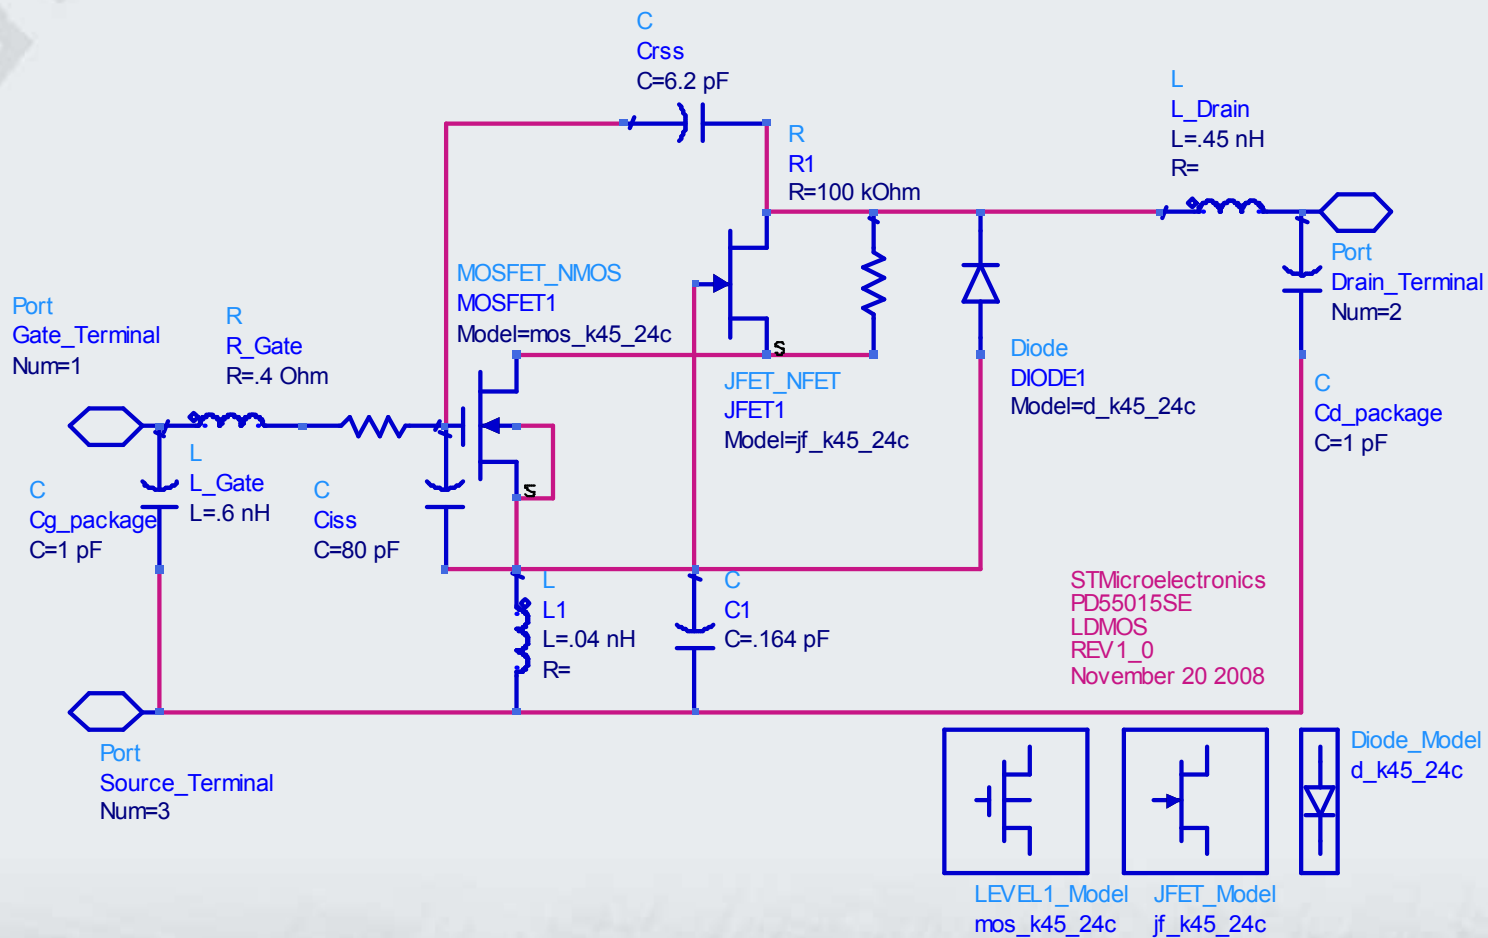 C
Crss
C=6.2 pF
L
L_Drain
L=.45 nH
R=
R
R1
R=100 kOhm
MOSFET_NMOS
MOSFET1
Model=mos_k45_24c
Port
Gate_Terminal
Num=1
R
R_Gate
R=.4 Ohm
Port
Drain_Terminal
Num=2
S
Diode
DIODE1
Model=d_k45_24c
JFET_NFET
JFET1
Model=jf_k45_24c
C
Cd_package
C=1 pF
L
L_Gate
L=.6 nH
C
Cg_package
C=1 pF
C
Ciss
C=80 pF
S
L
L1
L=.04 nH
R=
C
C1
C=.164 pF
STMicroelectronics
PD55015SE
LDMOS
REV1_0
November 20 2008
Port
Source_Terminal
Num=3
Diode_Model
d_k45_24c
LEVEL1_Model
mos_k45_24c
JFET_Model
jf_k45_24c